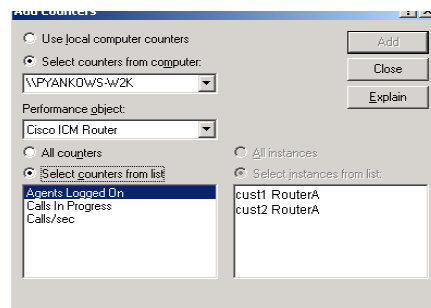 Add Counters
Use local computer counters
Select counters from computer:
\\PYANKOWS-W2K
Performance object:
Cisco ICM Router
All counters
Select counters from list
Agents Logged On
Calls In Progress
Calls/sec
Add
Close
Explain
All instances
Select instances from list:
cust1 RouterA
cust2 RouterA